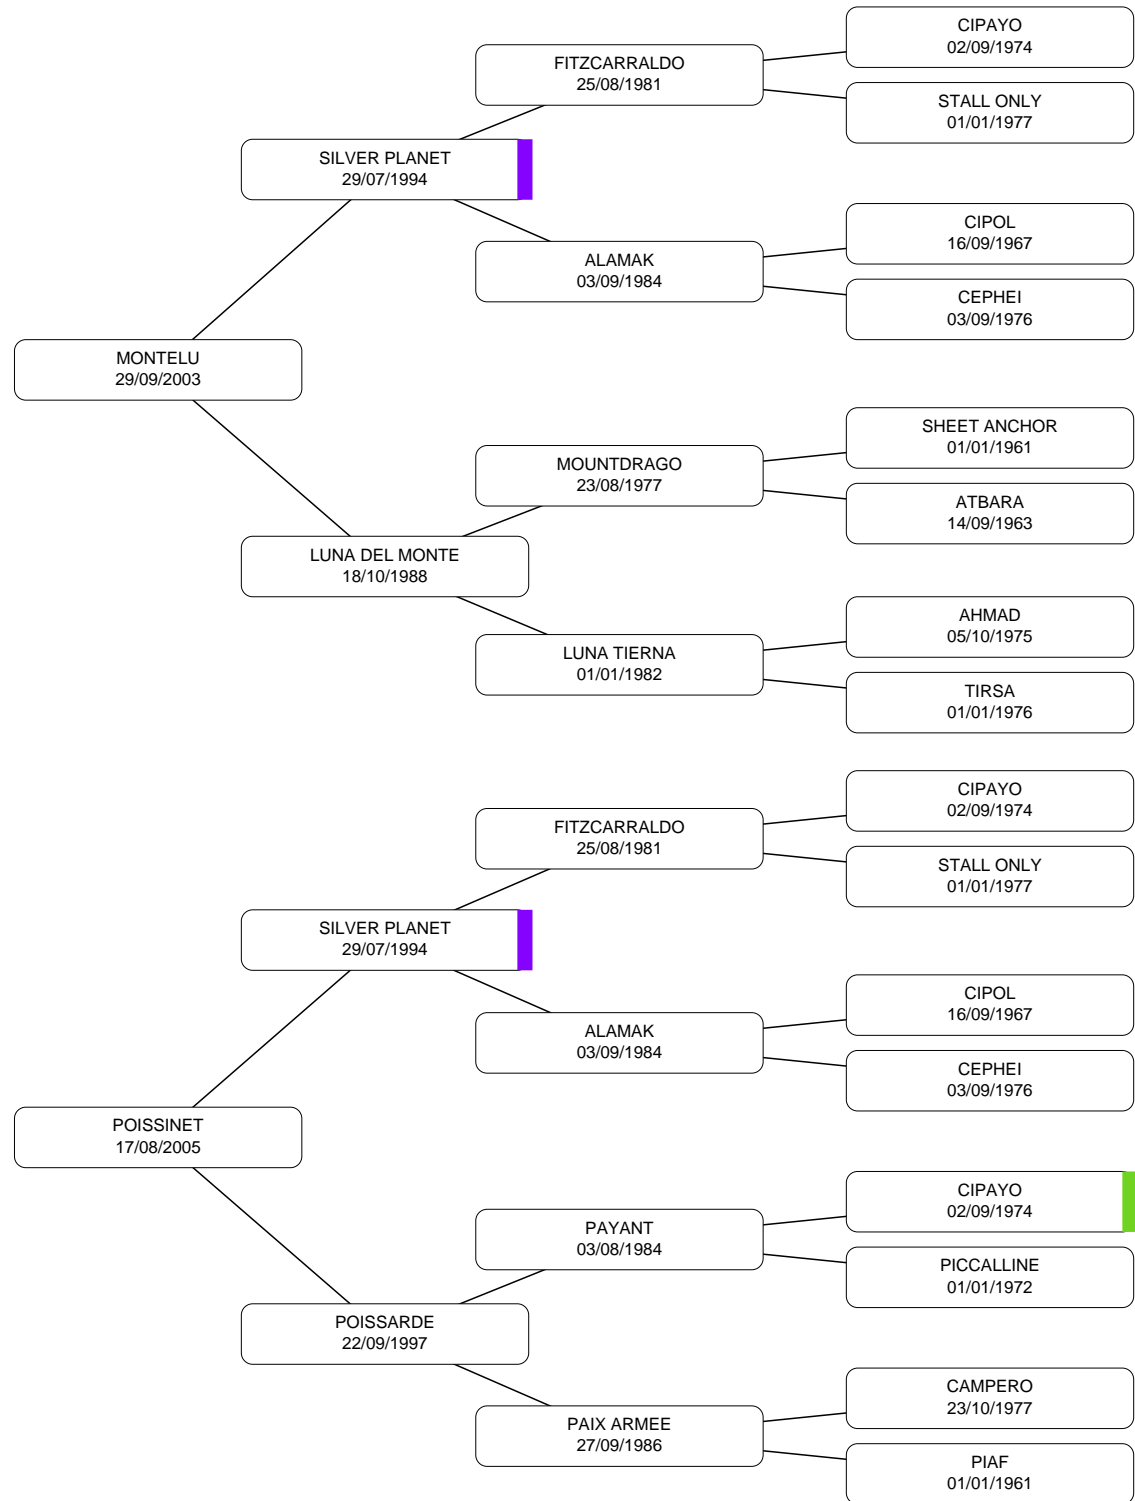 CIPAYO
02/09/1974
FITZCARRALDO
25/08/1981
STALL ONLY
01/01/1977
SILVER PLANET
29/07/1994
CIPOL
16/09/1967
ALAMAK
03/09/1984
CEPHEI
03/09/1976
MONTELU
29/09/2003
SHEET ANCHOR
01/01/1961
MOUNTDRAGO
23/08/1977
ATBARA
14/09/1963
LUNA DEL MONTE
18/10/1988
AHMAD
05/10/1975
LUNA TIERNA
01/01/1982
TIRSA
01/01/1976
CIPAYO
02/09/1974
FITZCARRALDO
25/08/1981
STALL ONLY
01/01/1977
SILVER PLANET
29/07/1994
CIPOL
16/09/1967
ALAMAK
03/09/1984
CEPHEI
03/09/1976
POISSINET
17/08/2005
CIPAYO
02/09/1974
PAYANT
03/08/1984
PICCALLINE
01/01/1972
POISSARDE
22/09/1997
CAMPERO
23/10/1977
PAIX ARMEE
27/09/1986
PIAF
01/01/1961